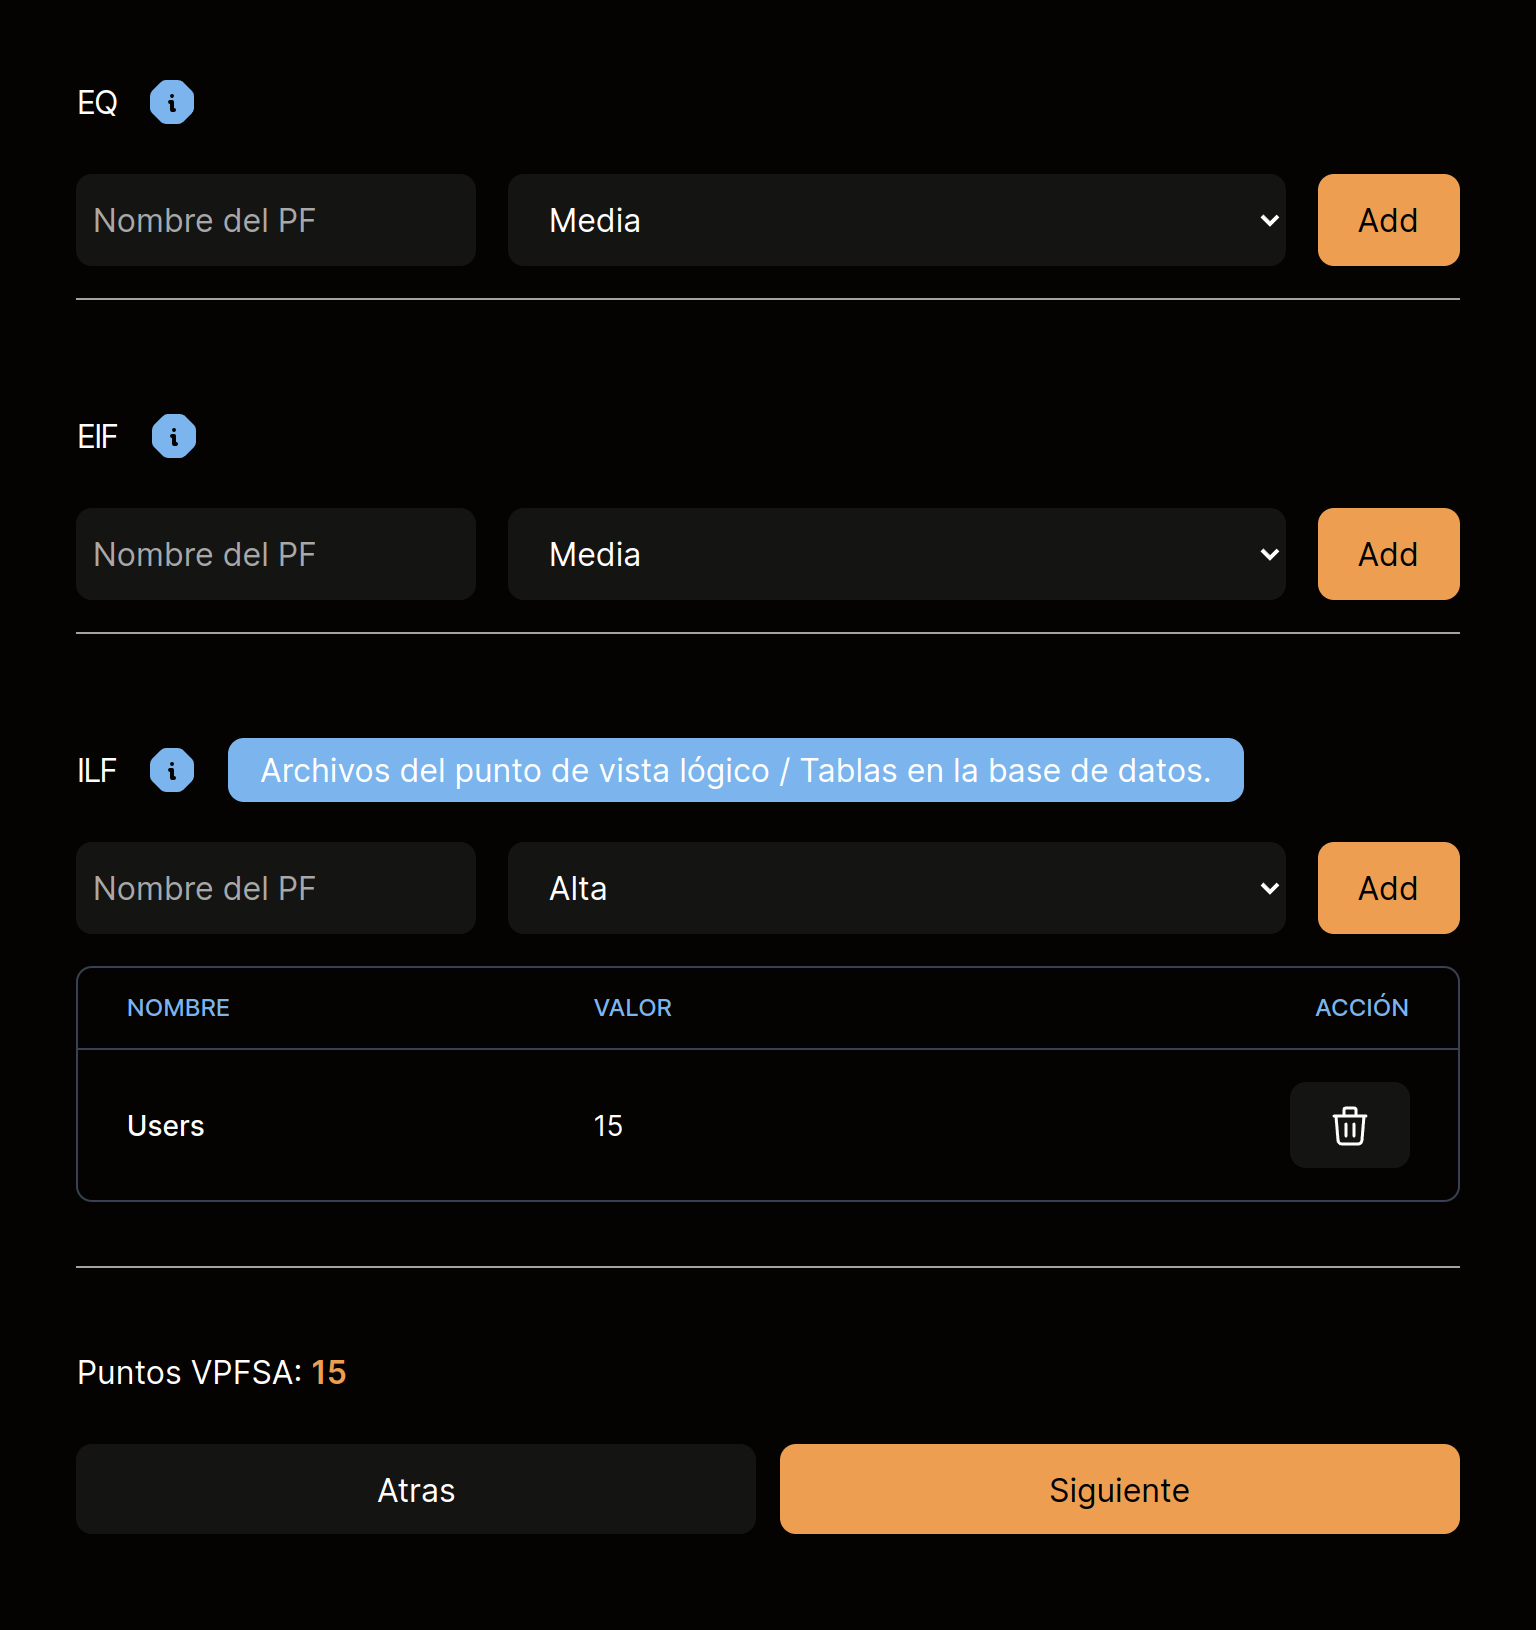 EQ
Nombre del PF Media Add
EIF
Nombre del PF Media Add
ILF Archivos del punto de vista lógico / Tablas en la base de datos.
Nombre del PF Alta Add
NOMBRE VALOR ACCIÓN
Users 15
Puntos VPFSA: 15
Atras Siguiente